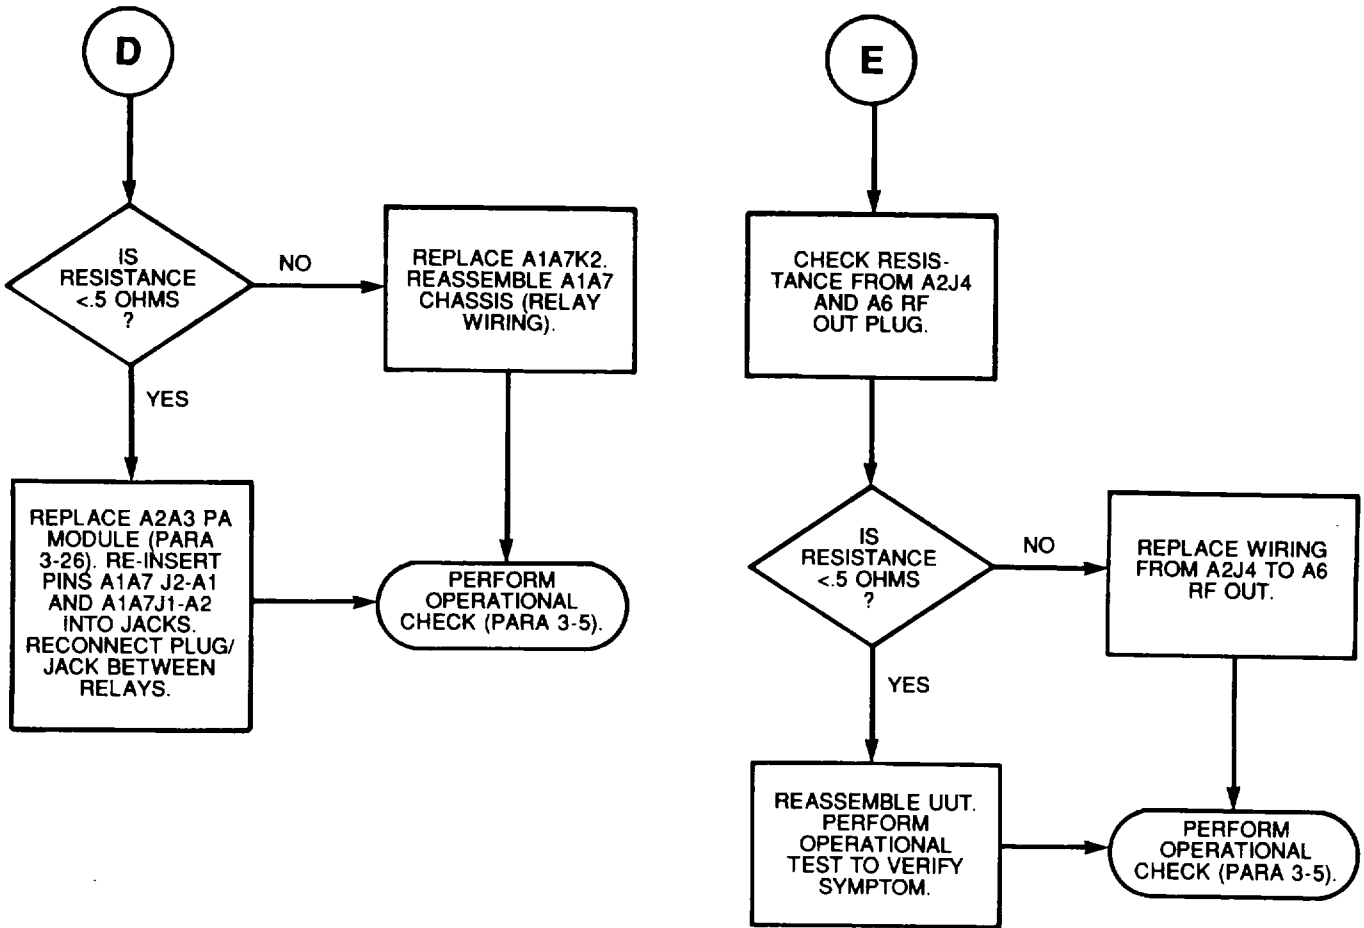 D
IS
RESISTANCE
<.5 OHMS
?
NO
REPLACE A1A7K2.
REASSEMBLE A1A7
CHASSIS (RELAY
WIRING).
YES
REPLACE A2A3 PA
MODULE (PARA
3-26). RE-INSERT
PINS A1A7 J2-A1
AND A1A7J1-A2
INTO JACKS.
RECONNECT PLUG/
JACK BETWEEN
RELAYS.
PERFORM
OPERATIONAL
CHECK (PARA 3-5).
E
CHECK RESIS-
TANCE FROM A2J4
AND A6 RF
OUT PLUG.
IS
RESISTANCE
<.5 OHMS
?
NO
REPLACE WIRING
FROM A2J4 TO A6
RF OUT.
YES
REASSEMBLE UUT.
PERFORM
OPERATIONAL
TEST TO VERIFY
SYMPTOM.
PERFORM
OPERATIONAL
CHECK (PARA 3-5).